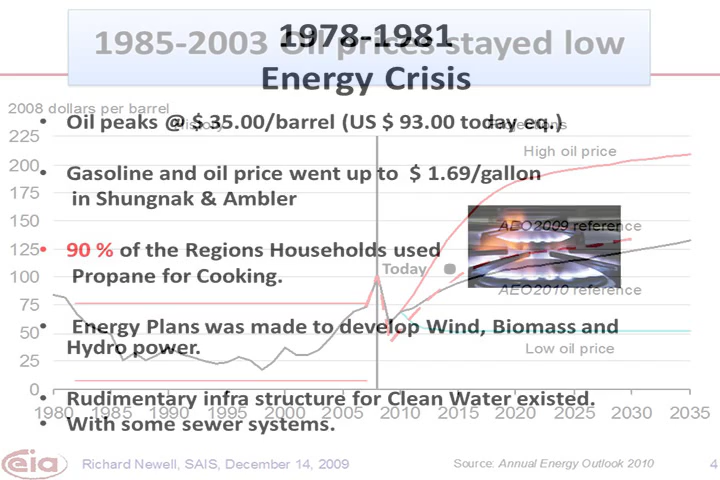 1985-2003 Oil prices stayed low
1978-1981
Energy Crisis
2008 dollars per barrel
History
Projections
• Oil peaks @ $ 35.00/barrel (US $ 93.00 today eq.)
High oil price
• Gasoline and oil price went up to $ 1.69/gallon
in Shungnak & Ambler
AEO2009 reference
• 90 % of the Regions Households used
Propane for Cooking.
Today
AEO2010 reference
• Energy Plans was made to develop Wind, Biomass and
Hydro power.
Low oil price
• Rudimentary infra structure for Clean Water existed.
• With some sewer systems.
225
200
175
150
125
100
75
50
25
0
1980 1985 1990 1995 2000 2005 2010 2015 2020 2025 2030 2035
eia
Richard Newell, SAIS, December 14, 2009
Source: Annual Energy Outlook 2010
4